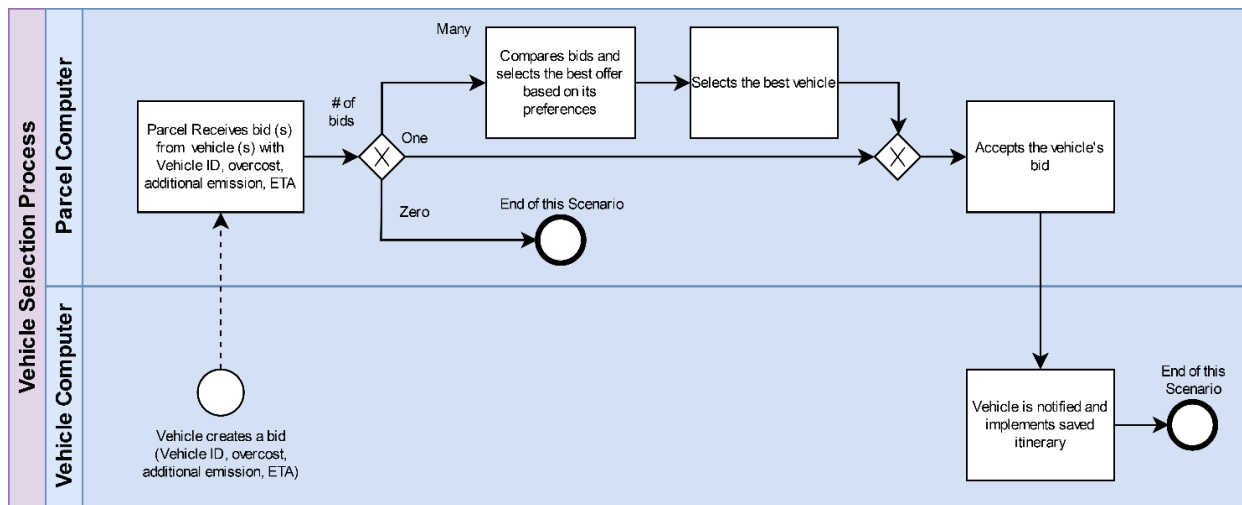 Vehicle Selection Process
Parcel Computer
Vehicle Computer
Many
Compares bids and
selects the best offer
based on its
preferences
Selects the best vehicle
# of
bids
One
Parcel Receives bid (s)
from vehicle (s) with
Vehicle ID, overcost,
additional emission, ETA
X
X
Accepts the vehicle's
bid
Zero
End of this Scenario
Vehicle creates a bid
(Vehicle ID, overcost,
additional emission, ETA)
Vehicle is notified and
implements saved
itinerary
End of this
Scenario